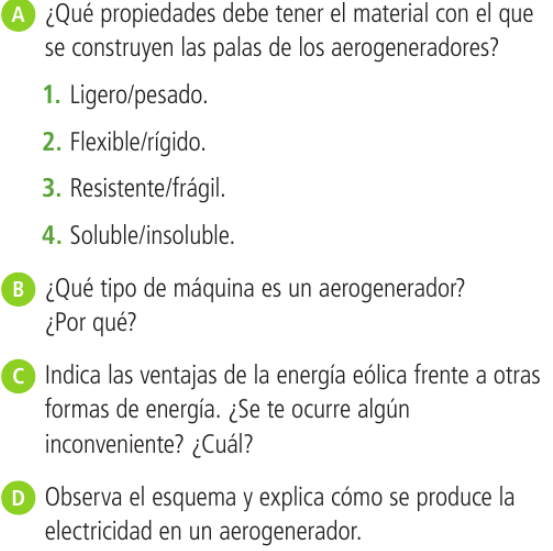 A ¿Qué propiedades debe tener el material con el que
se construyen las palas de los aerogeneradores?
1. Ligero/pesado.
2. Flexible/rígido.
3. Resistente/frágil.
4. Soluble/insoluble.
B ¿Qué tipo de máquina es un aerogenerador?
¿Por qué?
C Indica las ventajas de la energía eólica frente a otras
formas de energía. ¿Se te ocurre algún
inconveniente? ¿Cuál?
D Observa el esquema y explica cómo se produce la
electricidad en un aerogenerador.